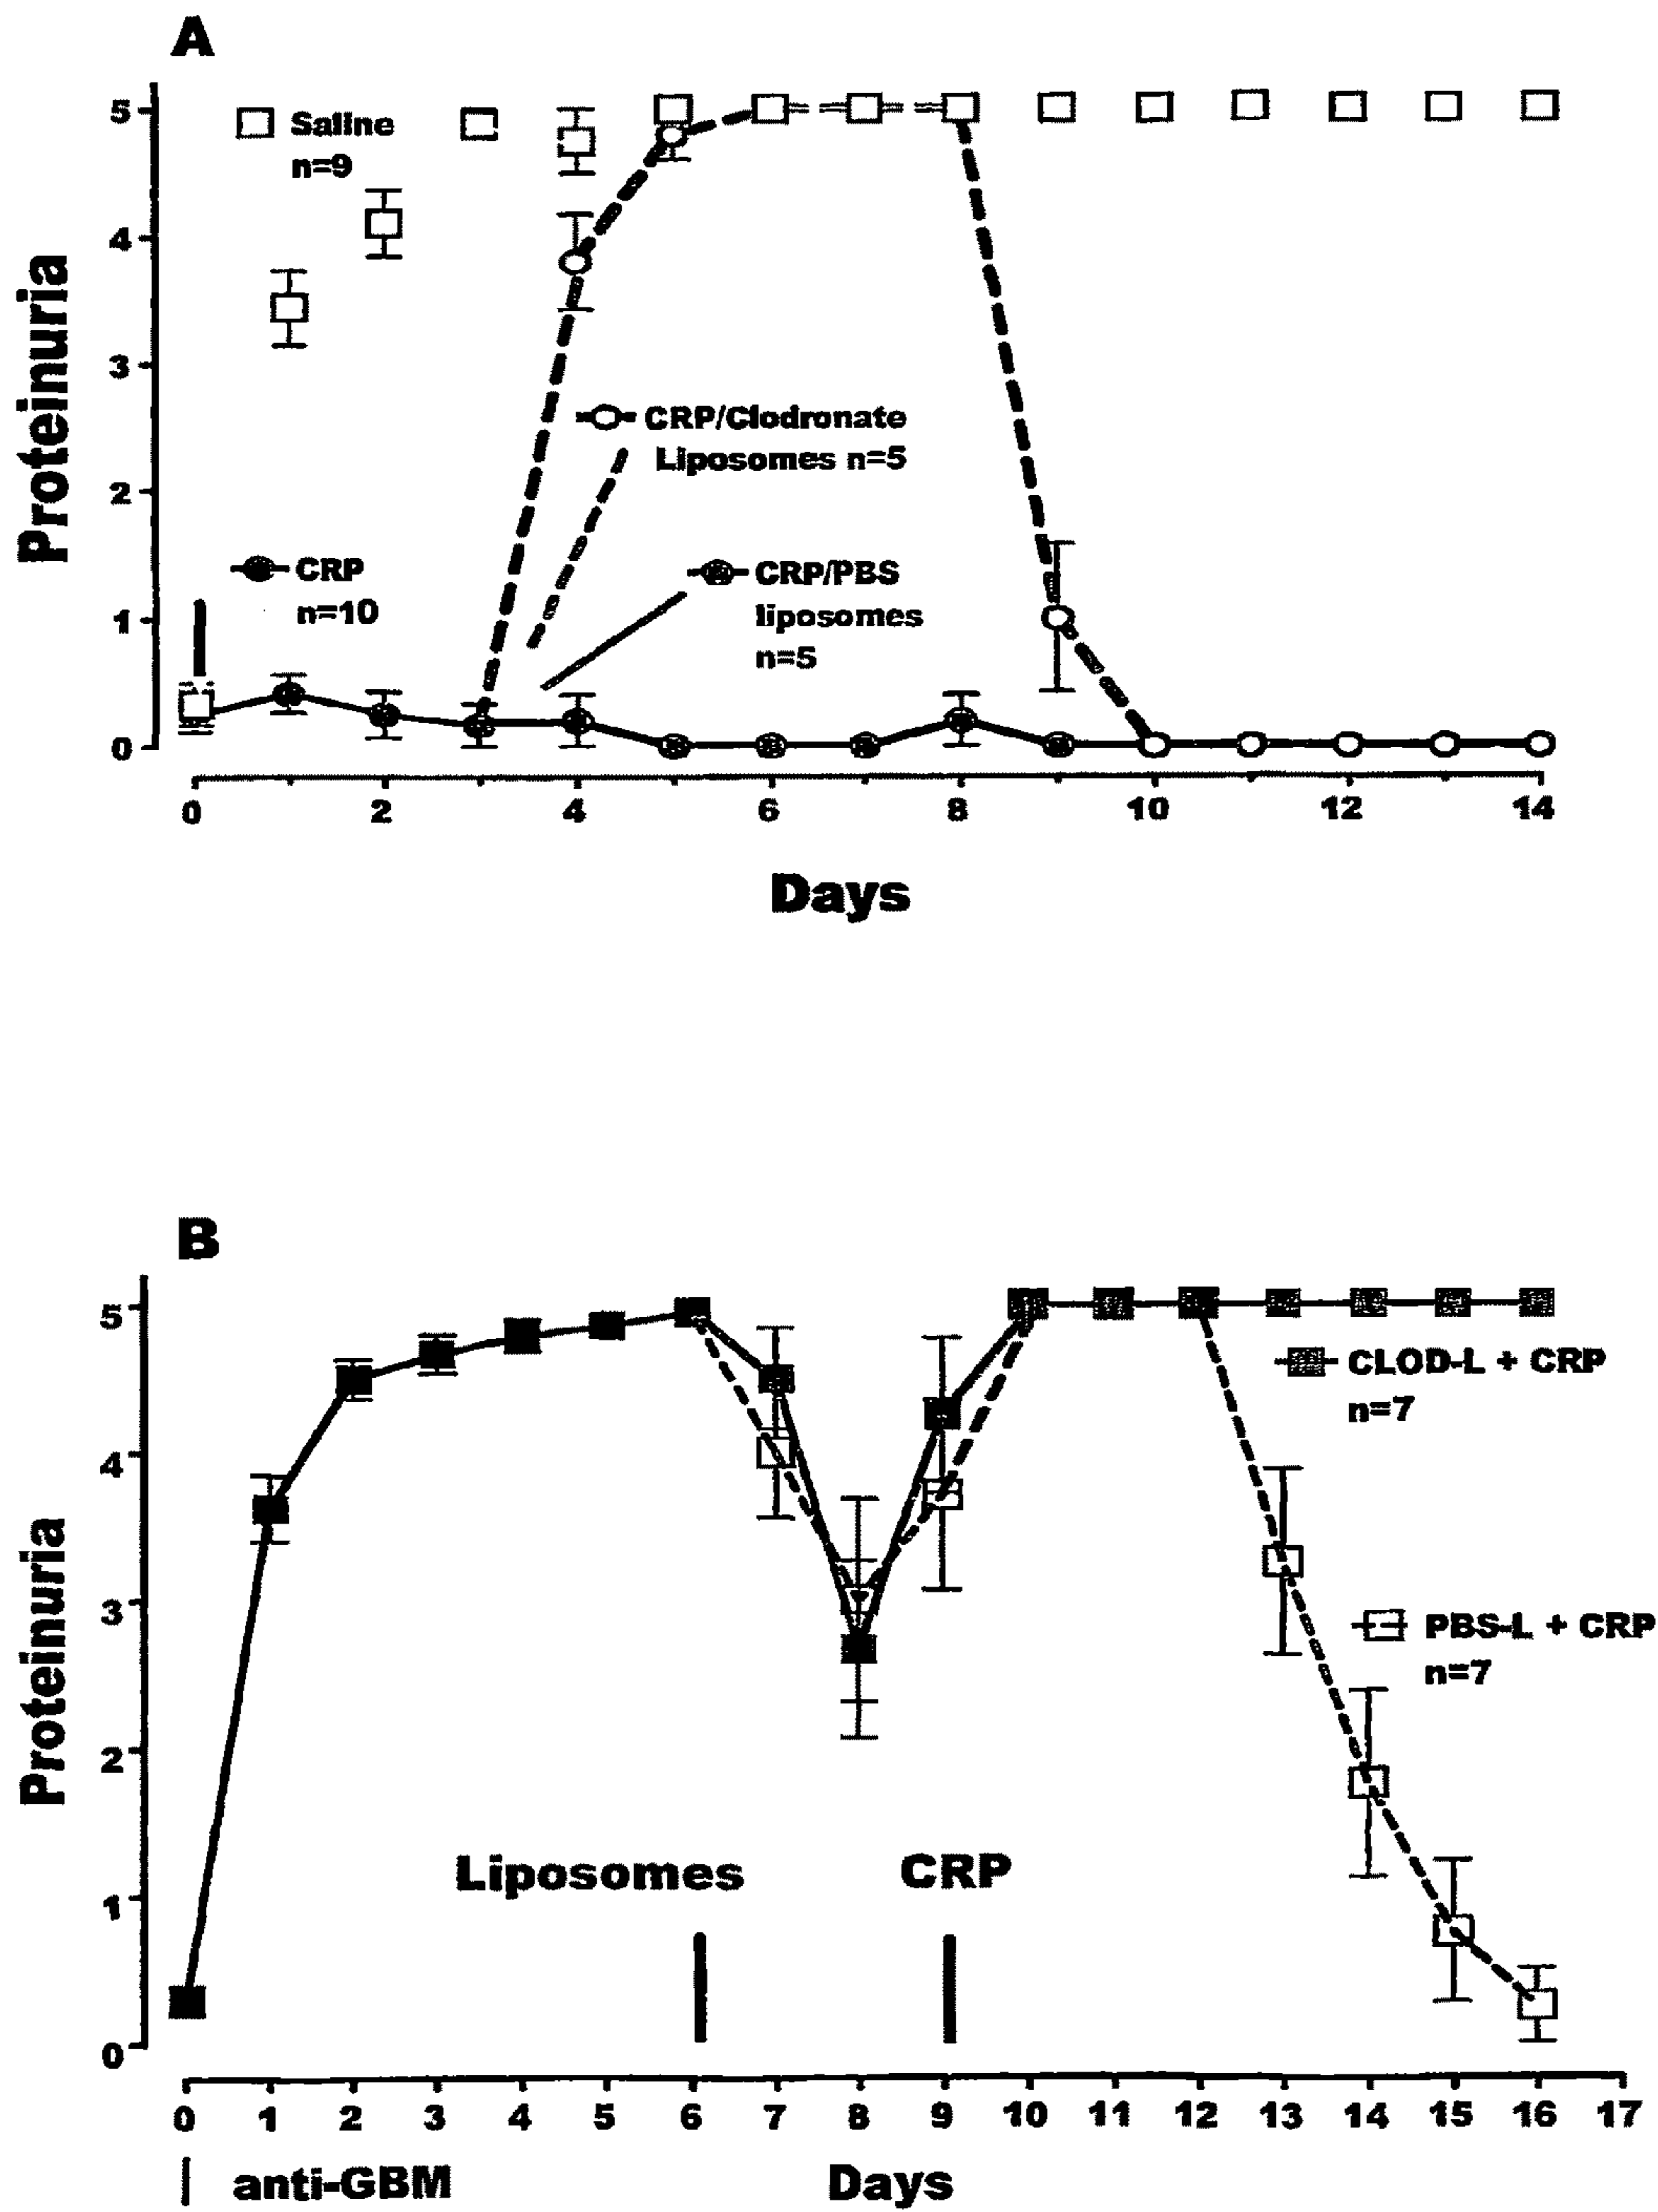 A
5
4
3
2
1
0
Proteinuria
Saline
n=9
CRP/Clodronate
Liposomes n=5
CRP
n=10
CRP/PBS
liposomes
n=5
0 2 4 6 8 10 12 14
Days
B
5
4
3
2
1
0
Proteinuria
CLOD-L + CRP
n=7
PBS-L + CRP
n=7
Liposomes
CRP
0 1 2 3 4 5 6 7 8 9 10 11 12 13 14 15 16 17
anti-GBM
Days